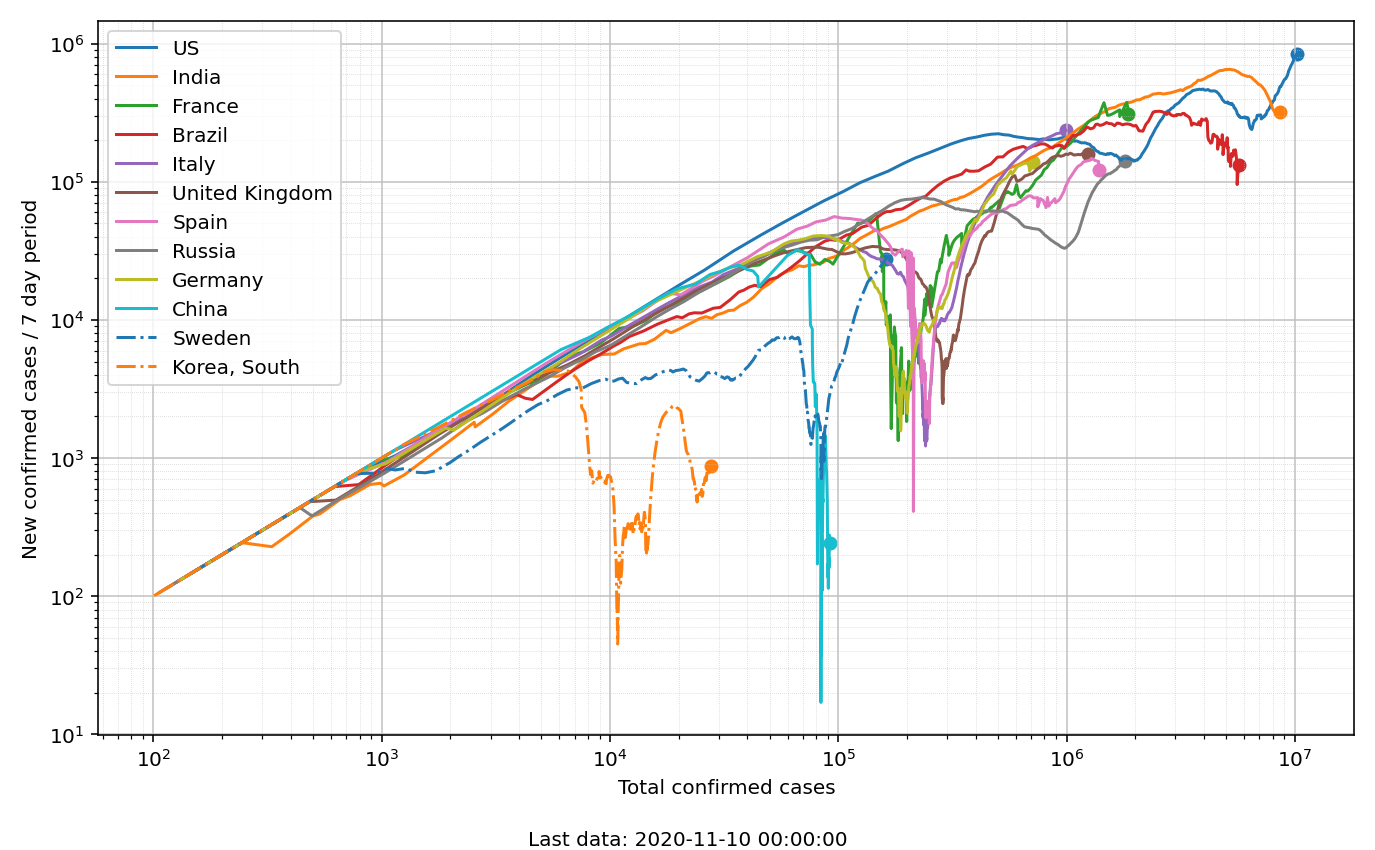 10⁶
10⁵
10⁴
10³
10²
10¹
New confirmed cases / 7 day period
US
India
France
Brazil
Italy
United Kingdom
Spain
Russia
Germany
China
Sweden
Korea, South
10² 10³ 10⁴ 10⁵ 10⁶ 10⁷
Total confirmed cases
Last data: 2020-11-10 00:00:00